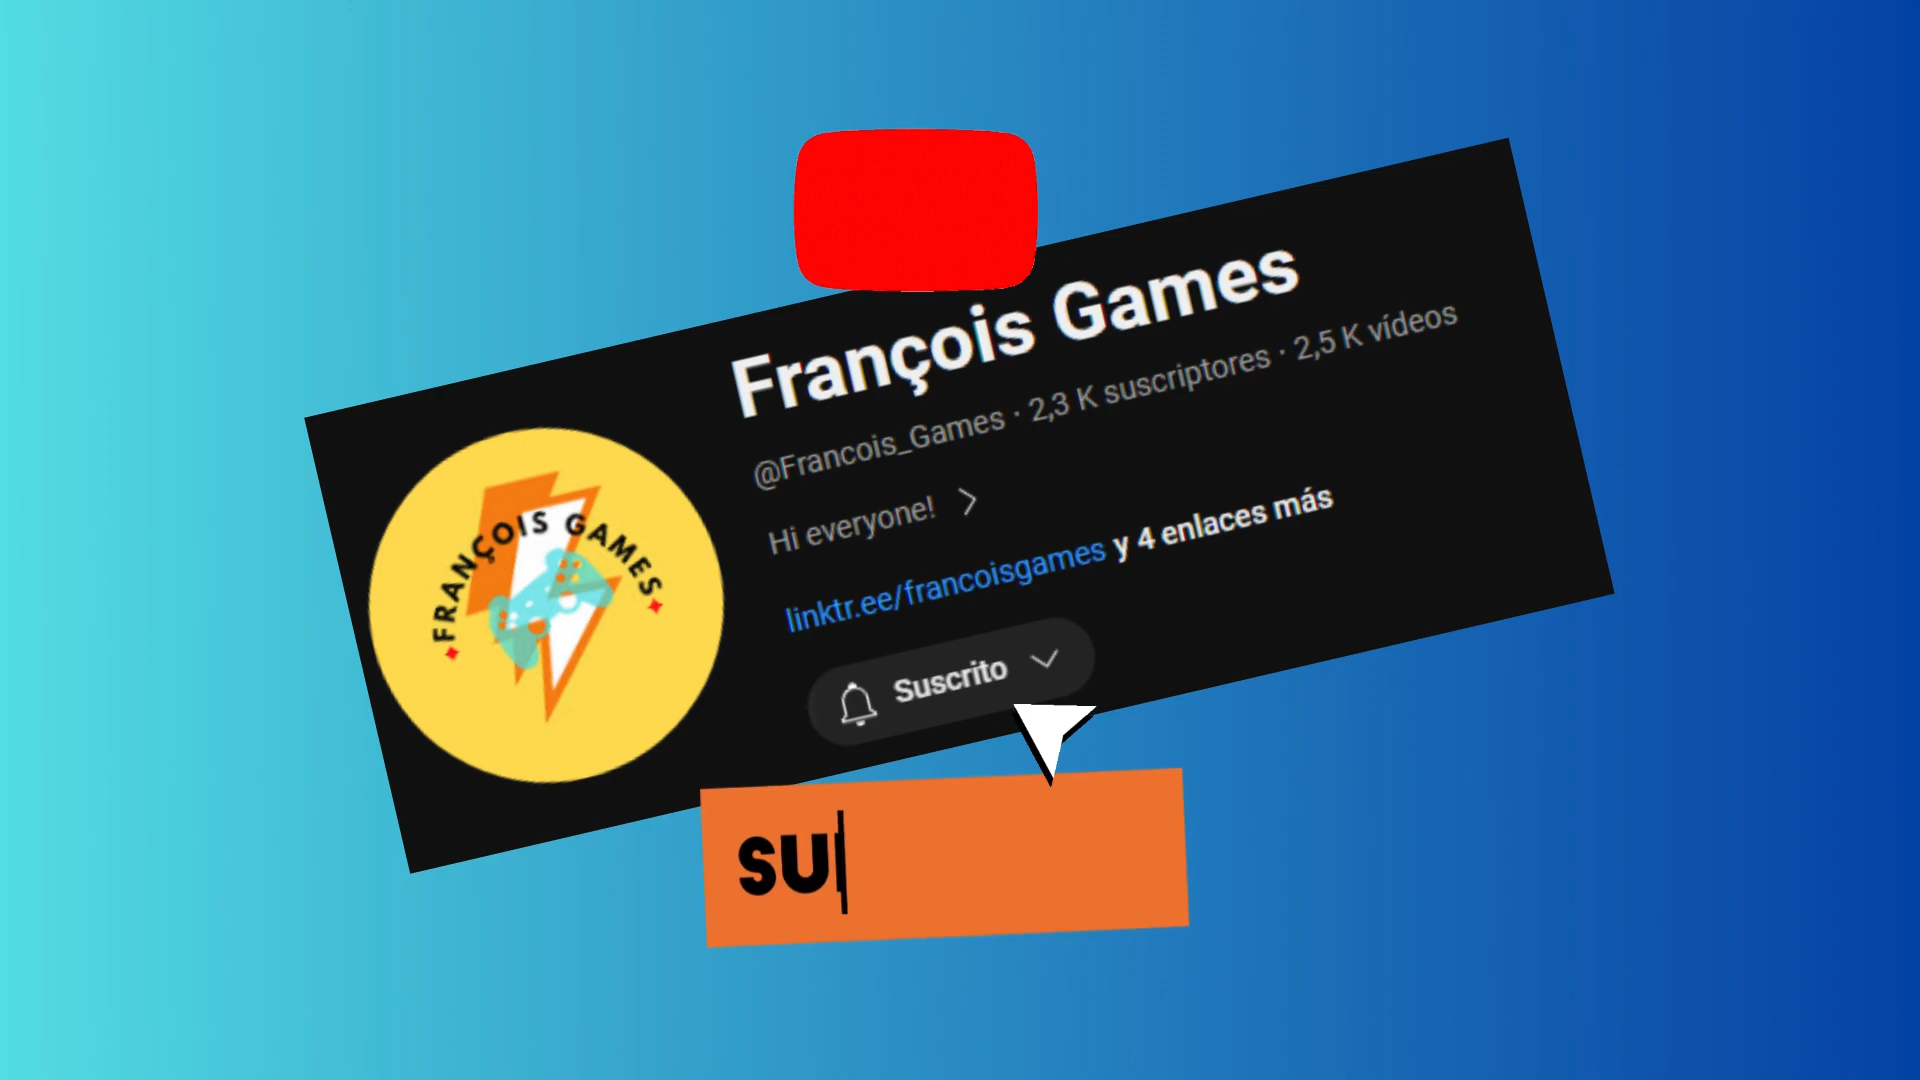 François Games
@Francois_Games · 2,3 K suscriptores · 2,5 K vídeos
Hi everyone!
linktr.ee/francoisgames y 4 enlaces más
Suscrito
FRANÇOIS GAMES
SU